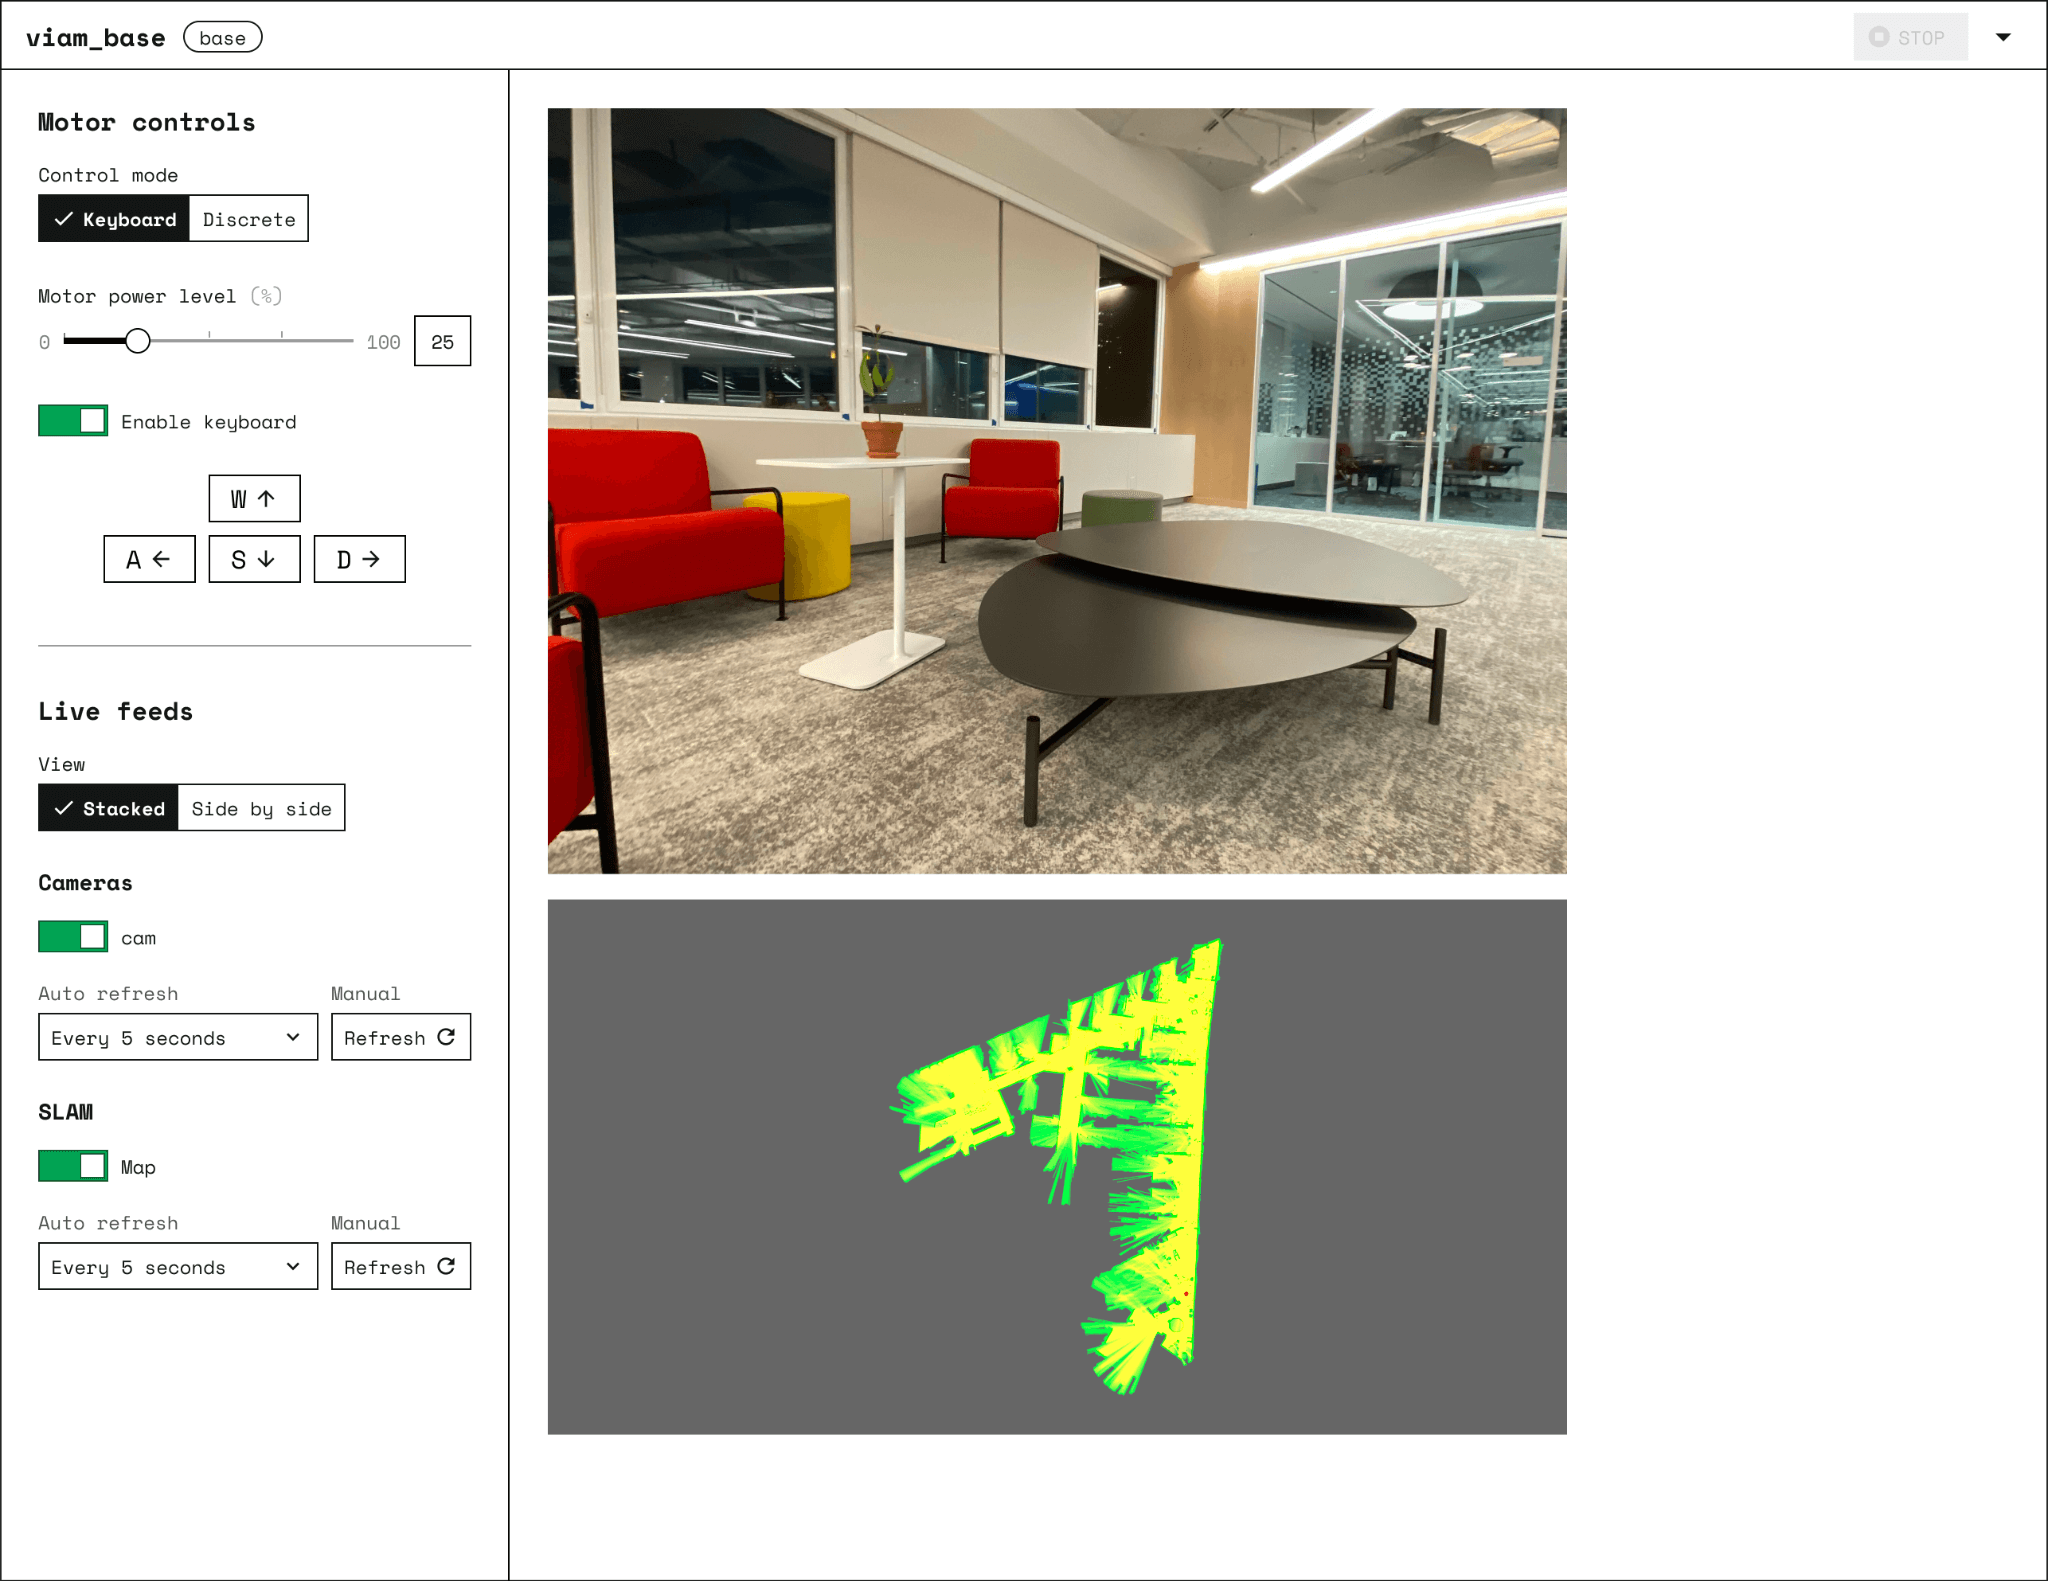 viam_base base STOP
Motor controls
Control mode
Keyboard Discrete
Motor power level (%)
0 100 25
Enable keyboard
W ↑
A ← S ↓ D →
Live feeds
View
Stacked Side by side
Cameras
cam
Auto refresh Manual
Every 5 seconds Refresh
SLAM
Map
Auto refresh Manual
Every 5 seconds Refresh